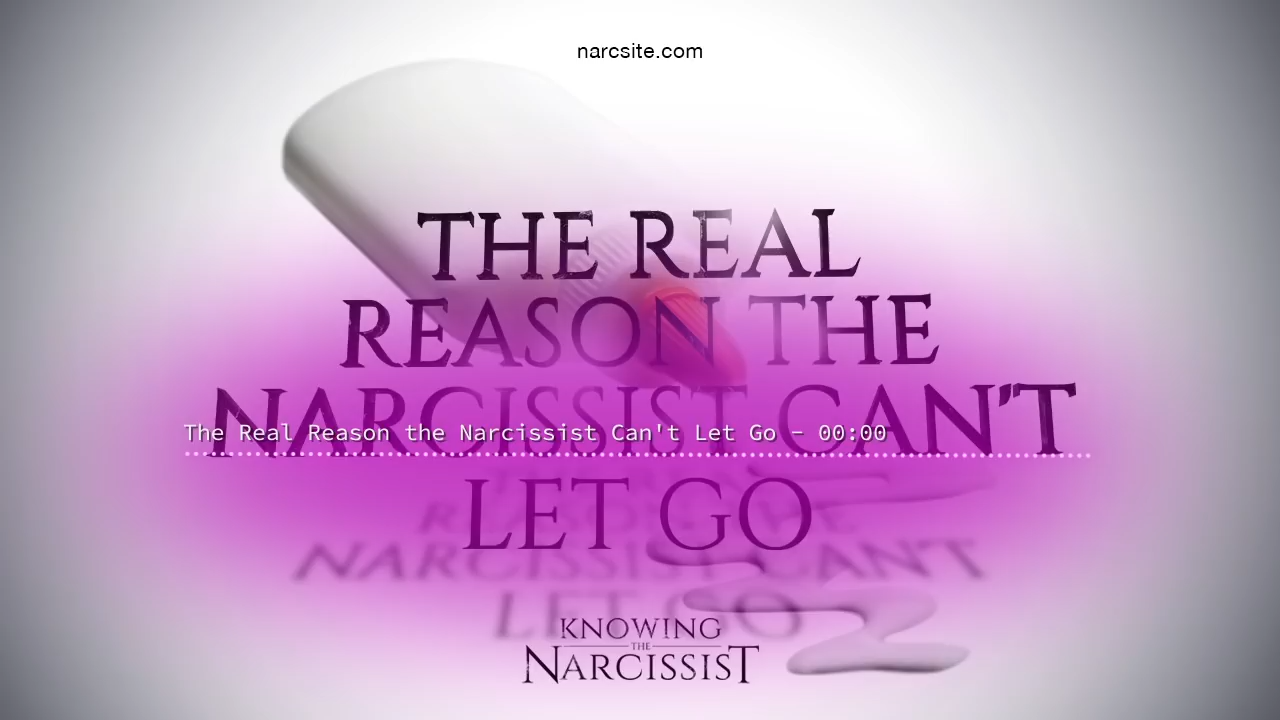 narcsite.com
THE REAL
REASON THE
NARCISSIST CAN'T
The Real Reason the Narcissist Can't Let Go – 00:00
LET GO
KNOWING
THE
NARCISSIST